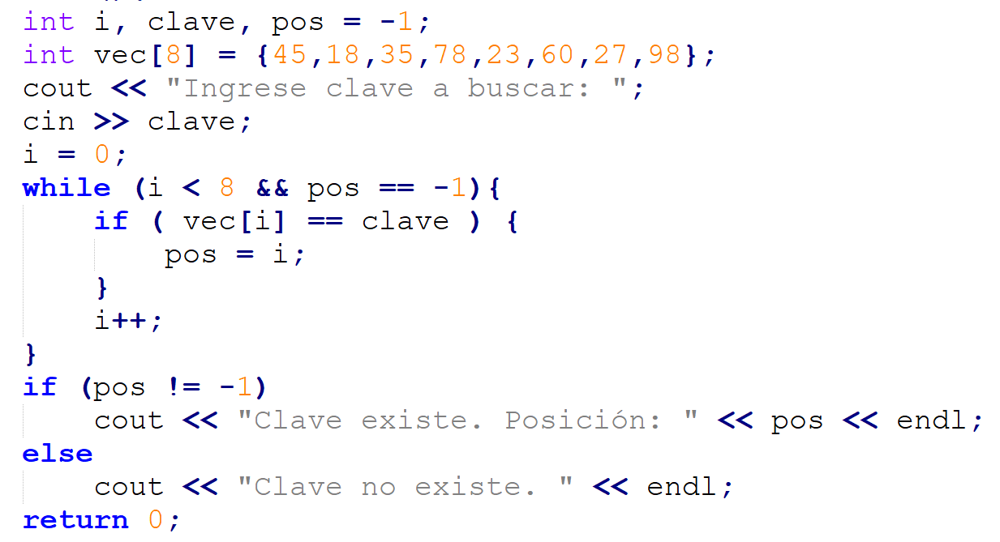 int i, clave, pos = -1;
int vec[8] = {45,18,35,78,23,60,27,98};
cout << "Ingrese clave a buscar: ";
cin >> clave;
i = 0;
while (i < 8 && pos == -1){
    if ( vec[i] == clave ) {
        pos = i;
    }
    i++;
}
if (pos != -1)
    cout << "Clave existe. Posición: " << pos << endl;
else
    cout << "Clave no existe. " << endl;
return 0;